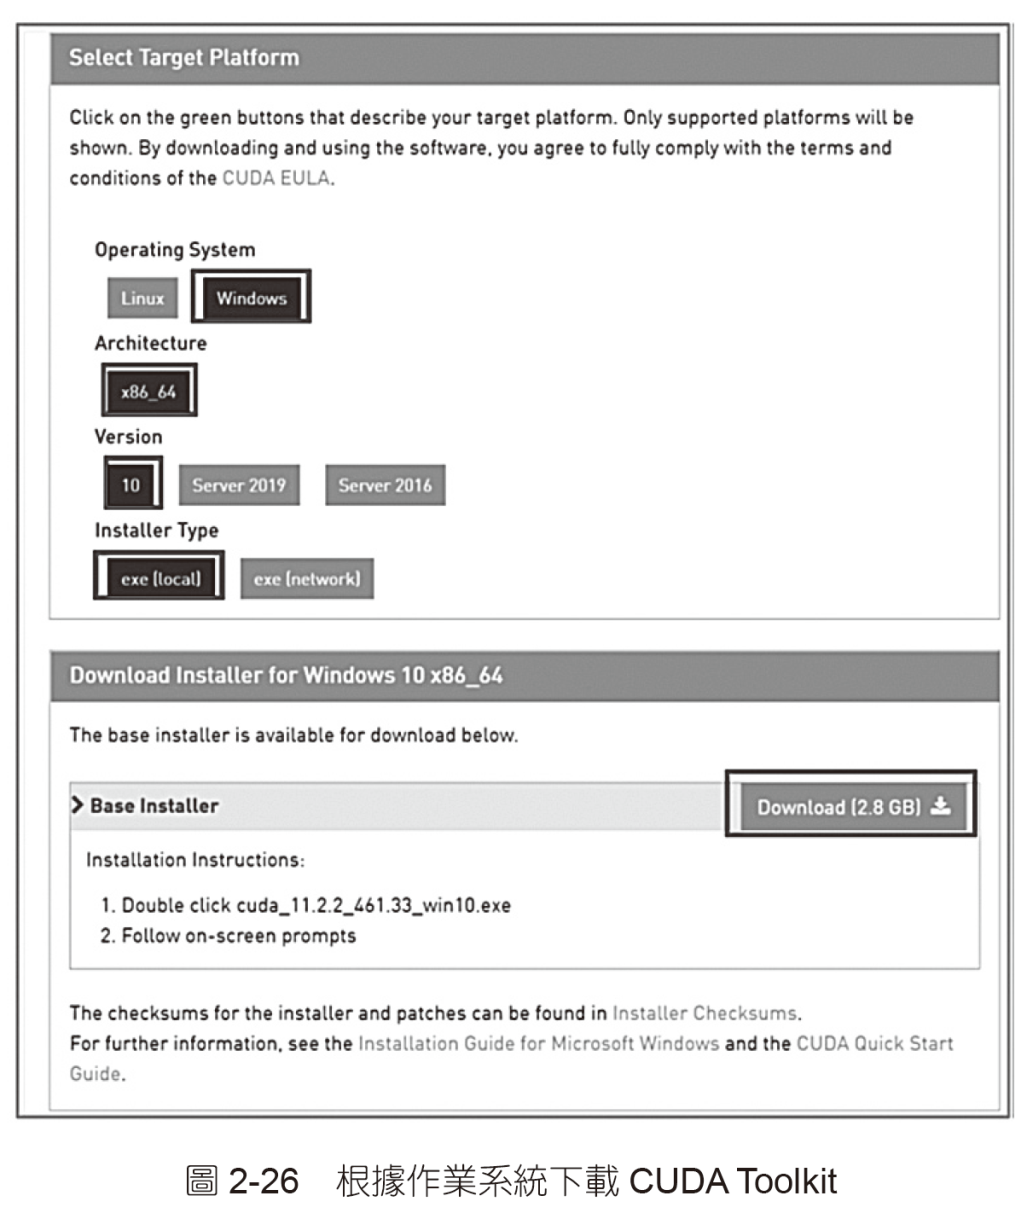 Select Target Platform
Click on the green buttons that describe your target platform. Only supported platforms will be
shown. By downloading and using the software, you agree to fully comply with the terms and
conditions of the CUDA EULA.
Operating System
Linux Windows
Architecture
x86_64
Version
10 Server 2019 Server 2016
Installer Type
exe (local) exe (network)
Download Installer for Windows 10 x86_64
The base installer is available for download below.
> Base Installer Download (2.8 GB)
Installation Instructions:
1. Double click cuda_11.2.2_461.33_win10.exe
2. Follow on-screen prompts
The checksums for the installer and patches can be found in Installer Checksums.
For further information, see the Installation Guide for Microsoft Windows and the CUDA Quick Start
Guide.
圖 2-26 根據作業系統下載 CUDA Toolkit